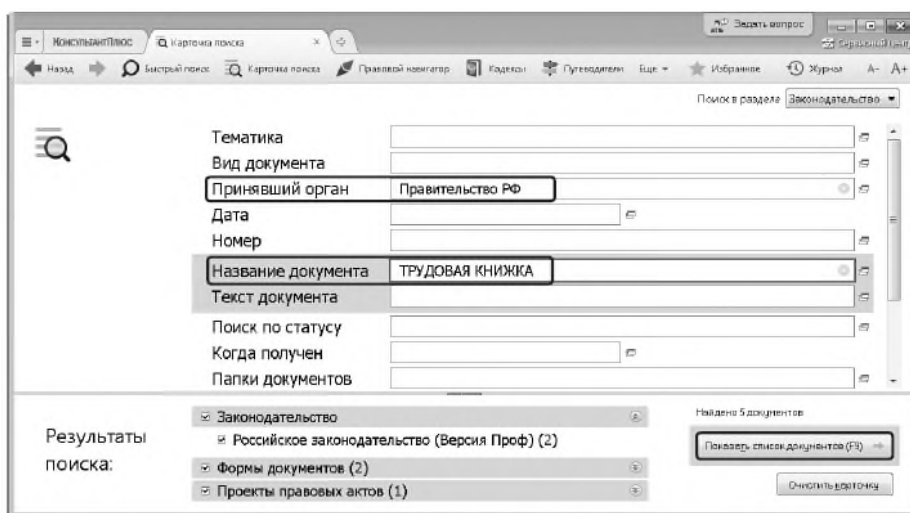 Задать вопрос
КонсультантПлюс Карточка поиска
Сервисный центр
Назад Быстрый поиск Карточка поиска Правовой навигатор Кодексы Путеводители Еще Избранное Журнал А- А+
Поиск в разделе Законодательство
Тематика
Вид документа
Принявший орган Правительство РФ
Дата
Номер
Название документа ТРУДОВАЯ КНИЖКА
Текст документа
Поиск по статусу
Когда получен
Папки документов
Результаты поиска:
Законодательство
Российское законодательство (Версия Проф) (2)
Формы документов (2)
Проекты правовых актов (1)
Найдено 5 документов
Показать список документов (F9)
Очистить карточку